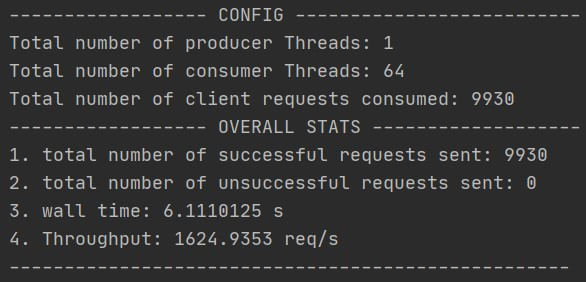 ------------------ CONFIG --------------------------
Total number of producer Threads: 1
Total number of consumer Threads: 64
Total number of client requests consumed: 9930
------------------ OVERALL STATS -------------------
1. total number of successful requests sent: 9930
2. total number of unsuccessful requests sent: 0
3. wall time: 6.1110125 s
4. Throughput: 1624.9353 req/s
---------------------------------------------------